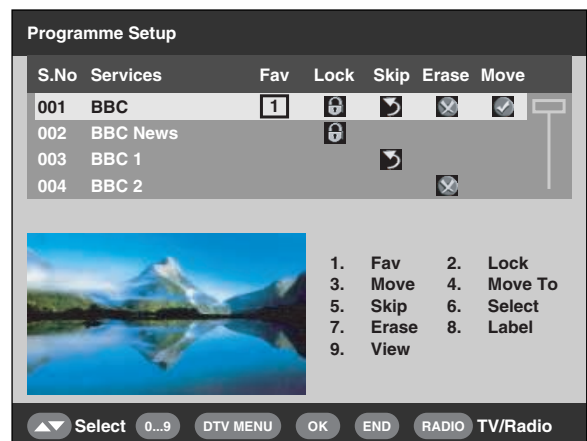 Programme Setup
S.No Services Fav Lock Skip Erase Move
001 BBC 1
002 BBC News
003 BBC 1
004 BBC 2
1. Fav 2. Lock
3. Move 4. Move To
5. Skip 6. Select
7. Erase 8. Label
9. View
Select 0...9 DTV MENU OK END RADIO TV/Radio